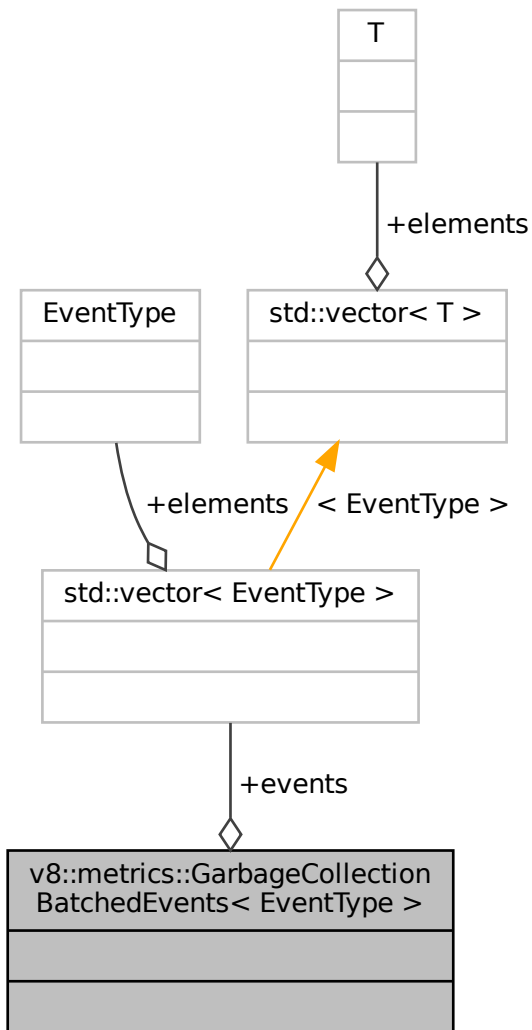 T
+elements
EventType
std::vector< T >
+elements
< EventType >
std::vector< EventType >
+events
v8::metrics::GarbageCollection
BatchedEvents< EventType >